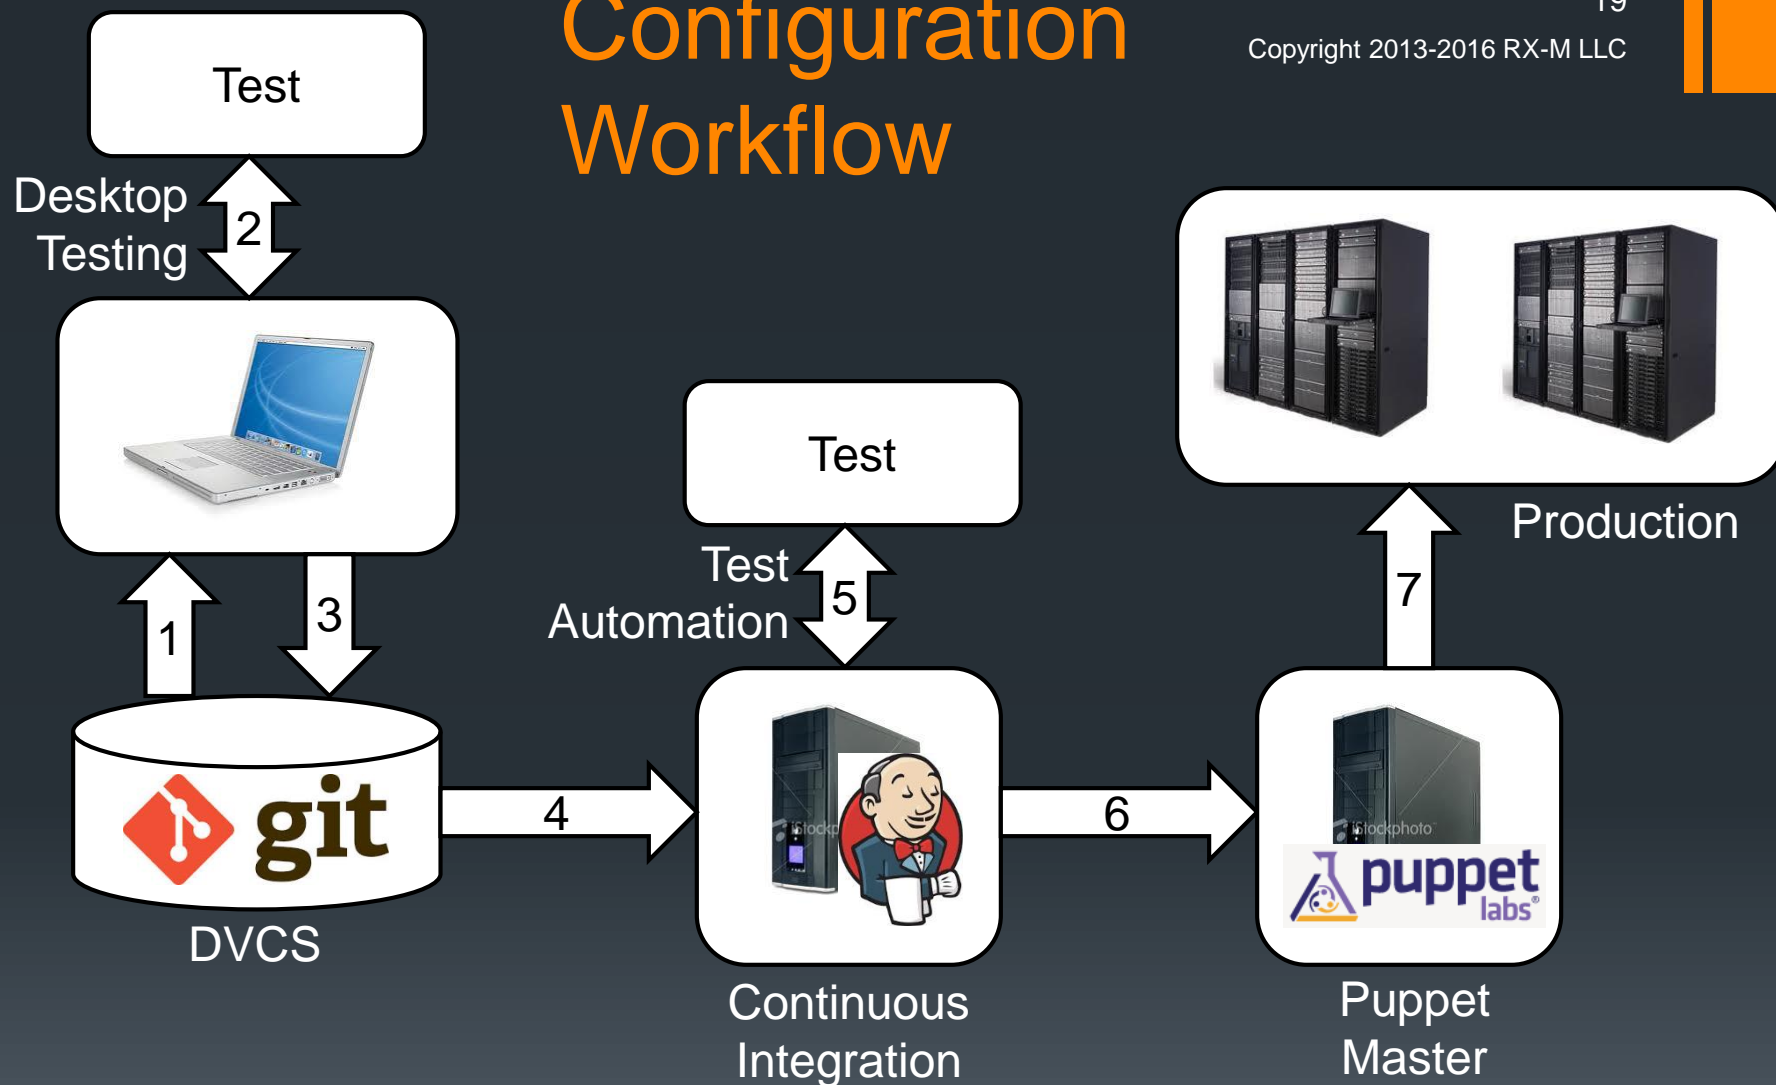 Configuration
Workflow
19
Copyright 2013-2016 RX-M LLC
Test
Desktop
Testing
2
1
3
git
DVCS
4
Test
Test
Automation
5
Continuous
Integration
6
iStockphoto
puppet
labs®
Puppet
Master
7
Production